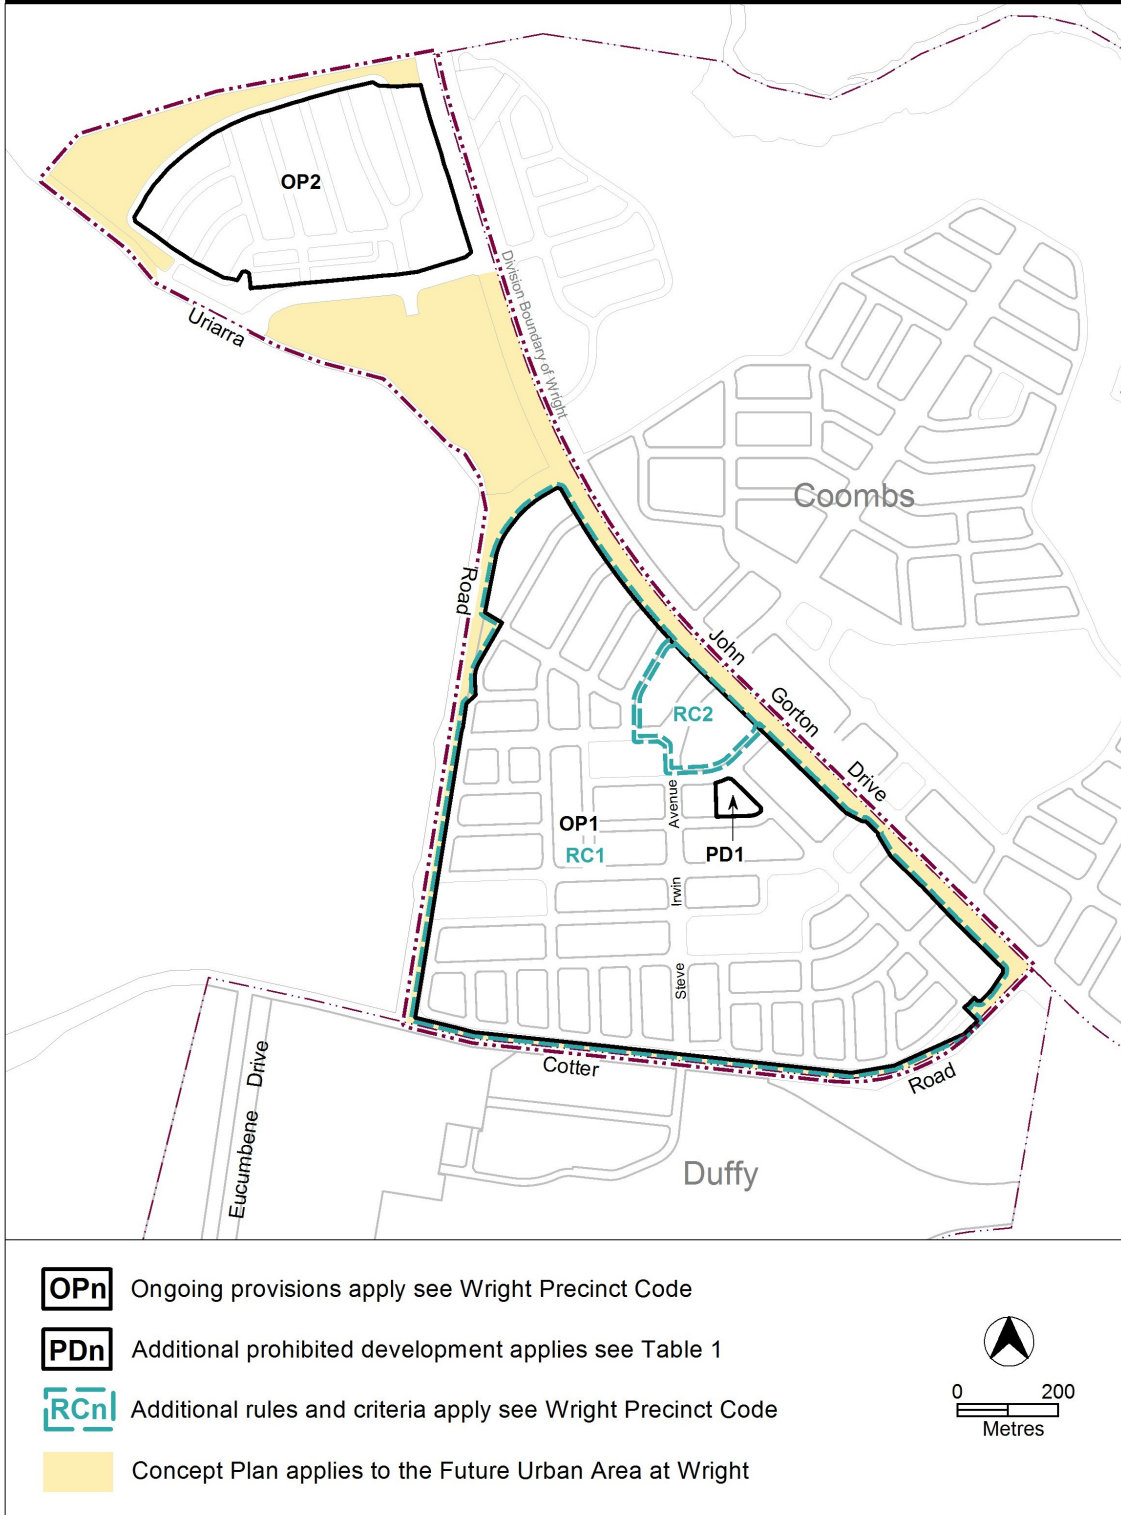 OP2
Uriarra
Division Boundary of Wright
Coombs
Road
John
Gorton
Drive
RC2
Avenue
OP1
RC1
PD1
Irwin
Steve
Cotter
Road
Eucumbene Drive
Duffy
OPn Ongoing provisions apply see Wright Precinct Code
PDn Additional prohibited development applies see Table 1
RCn Additional rules and criteria apply see Wright Precinct Code
Concept Plan applies to the Future Urban Area at Wright
0 200
Metres